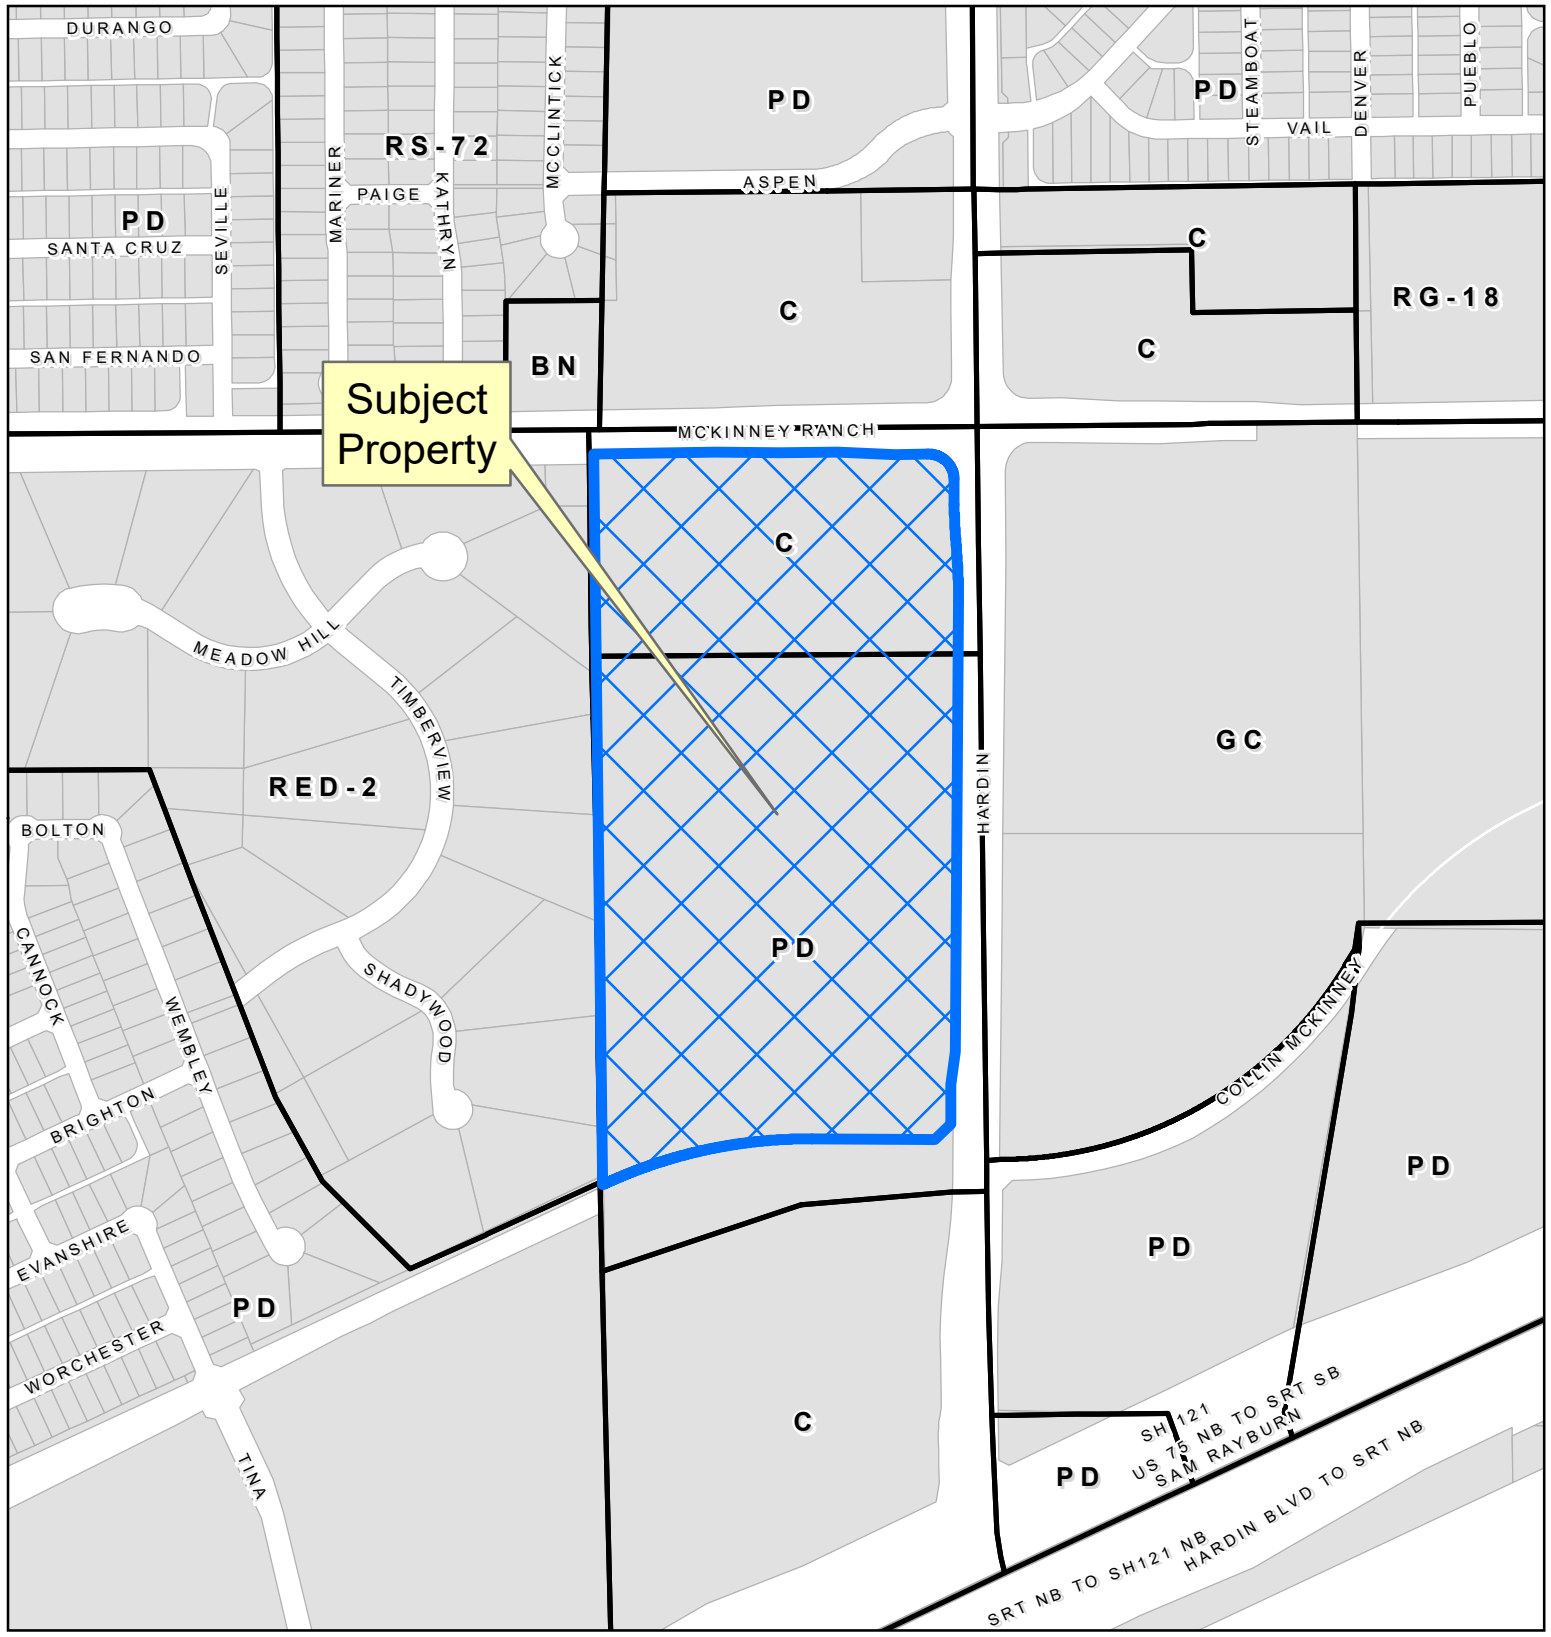 DURANGO
STEAMBOAT
PUEBLO
DENVER
MCCLINTICK
PD
PD
VAIL
RS-72
MARINER
PAIGE
KATHRYN
ASPEN
SEVILLE
PD
SANTA CRUZ
C
RG-18
C
C
SAN FERNANDO
BN
Subject
Property
MCKINNEY RANCH
C
MEADOW HILL
TIMBERVIEW
GC
HARDIN
RED-2
BOLTON
CANNOCK
PD
SHADYWOOD
WEMBLEY
COLLIN MCKINNEY
BRIGHTON
PD
EVANSHIRE
PD
PD
WORCHESTER
C
SH 121
US 75 NB TO SRT SB
SAM RAYBURN
PD
TINA
HARDIN BLVD TO SRT NB
SRT NB TO SH121 NB